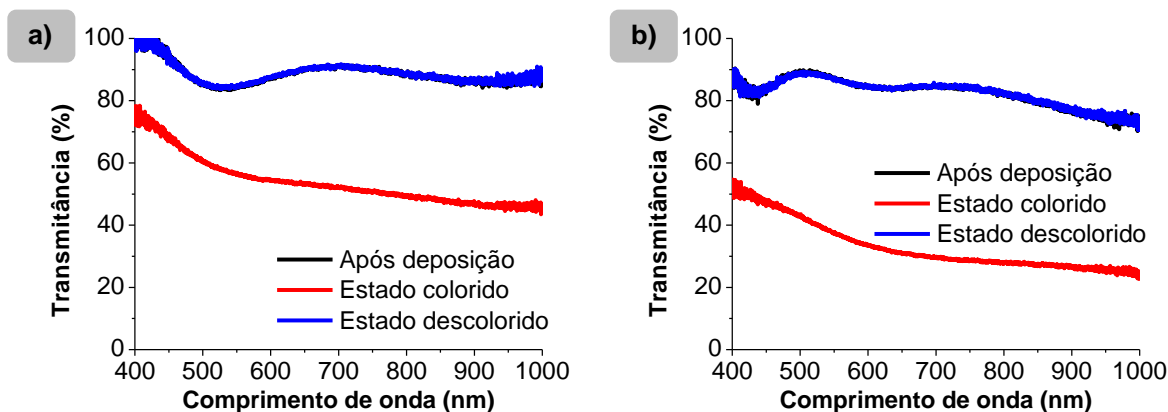 a)
Transmitância (%)
100
80
60
40
20
0
Após deposição
Estado colorido
Estado descolorido
400 500 600 700 800 900 1000
Comprimento de onda (nm)
b)
Transmitância (%)
100
80
60
40
20
0
Após deposição
Estado colorido
Estado descolorido
400 500 600 700 800 900 1000
Comprimento de onda (nm)